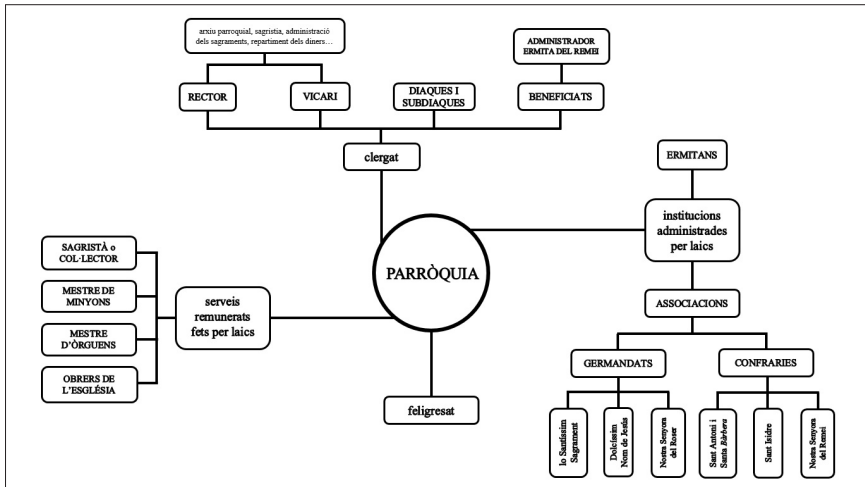 arxiu parroquial, sagristia, administració
dels sagraments, repartiment dels diners…
ADMINISTRADOR
ERMITA DEL REMEI
RECTOR
VICARI
DIAQUES I
SUBDIAQUES
BENEFICIATS
clergat
ERMITANS
institucions
administrades
per laics
PARRÒQUIA
SAGRISTÀ o
COL·LECTOR
MESTRE DE
MINYONS
MESTRE
D'ÒRGUENS
OBRERS DE
L'ESGLÉSIA
serveis
remunerats
fets per laics
feligresat
ASSOCIACIONS
GERMANDATS
CONFRARIES
lo Santíssim
Sagrament
Dolcíssim
Nom de Jesús
Nostra Senyora
del Roser
Sant Antoni i
Santa Bàrbera
Sant Isidre
Nostra Senyora
del Remei